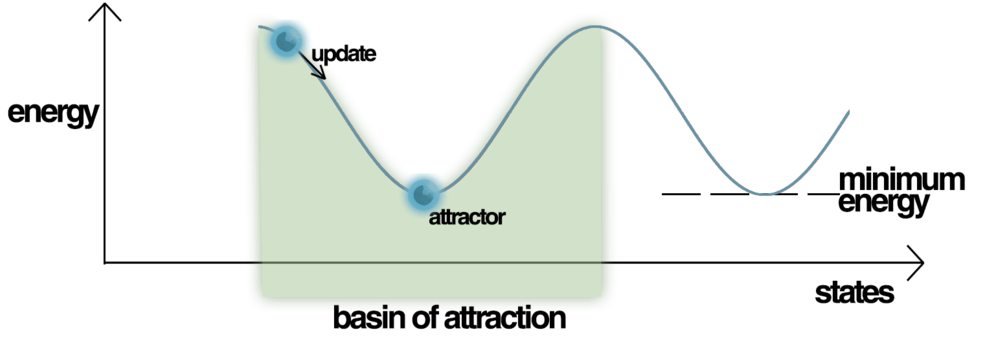 update
energy
minimum
energy
attractor
states
basin of attraction